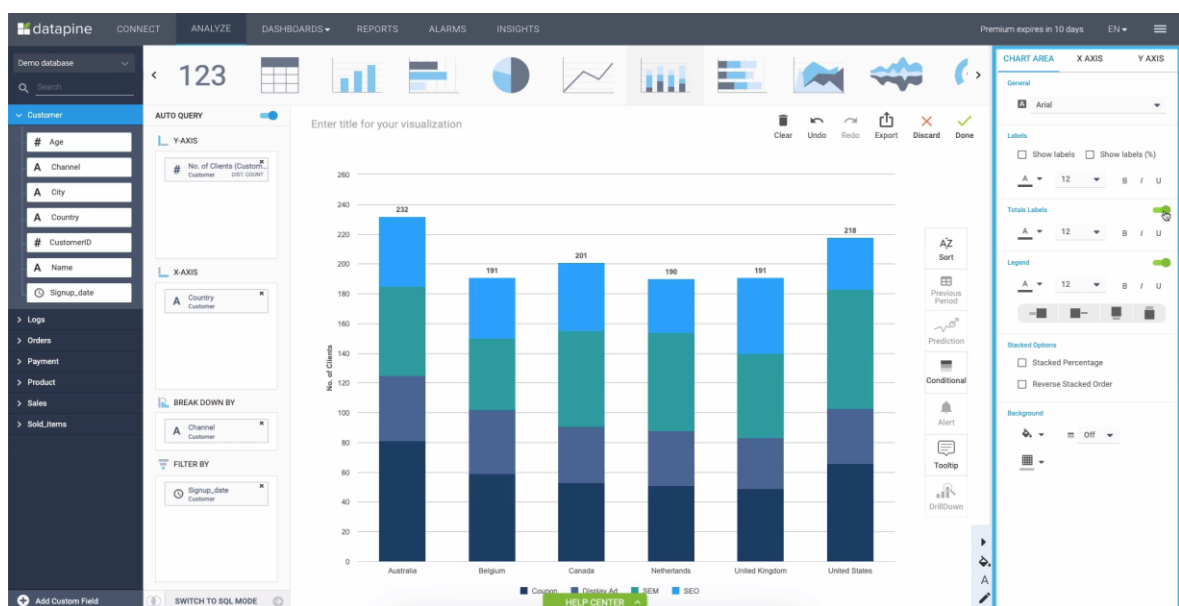 datapine CONNECT ANALYZE DASHBOARDS REPORTS ALARMS INSIGHTS Premium expires in 10 days EN
Demo database
Search
Customer
# Age
A Channel
A City
A Country
# CustomerID
A Name
Signup_date
Logs
Orders
Payment
Product
Sales
Sold_items
Add Custom Field
123
AUTO QUERY
Y-AXIS
# No. of Clients (Custom...
Customer DIST. COUNT
X-AXIS
A Country
Customer
BREAK DOWN BY
A Channel
Customer
FILTER BY
Signup_date
Customer
SWITCH TO SQL MODE
Enter title for your visualization
Clear Undo Redo Export Discard Done
No. of Clients
260
240
220
200
180
160
140
120
100
80
60
40
20
0
232
191
201
190
191
218
Australia Belgium Canada Netherlands United Kingdom United States
Coupon Display Ad SEM SEO
HELP CENTER
AZ
Sort
Previous
Period
Prediction
Conditional
Alert
Tooltip
DrillDown
A
CHART AREA X AXIS Y AXIS
General
A Arial
Labels
Show labels Show labels (%)
A 12 B I U
Totals Labels
A 12 B I U
Legend
A 12 B I U
Stacked Options
Stacked Percentage
Reverse Stacked Order
Background
Off